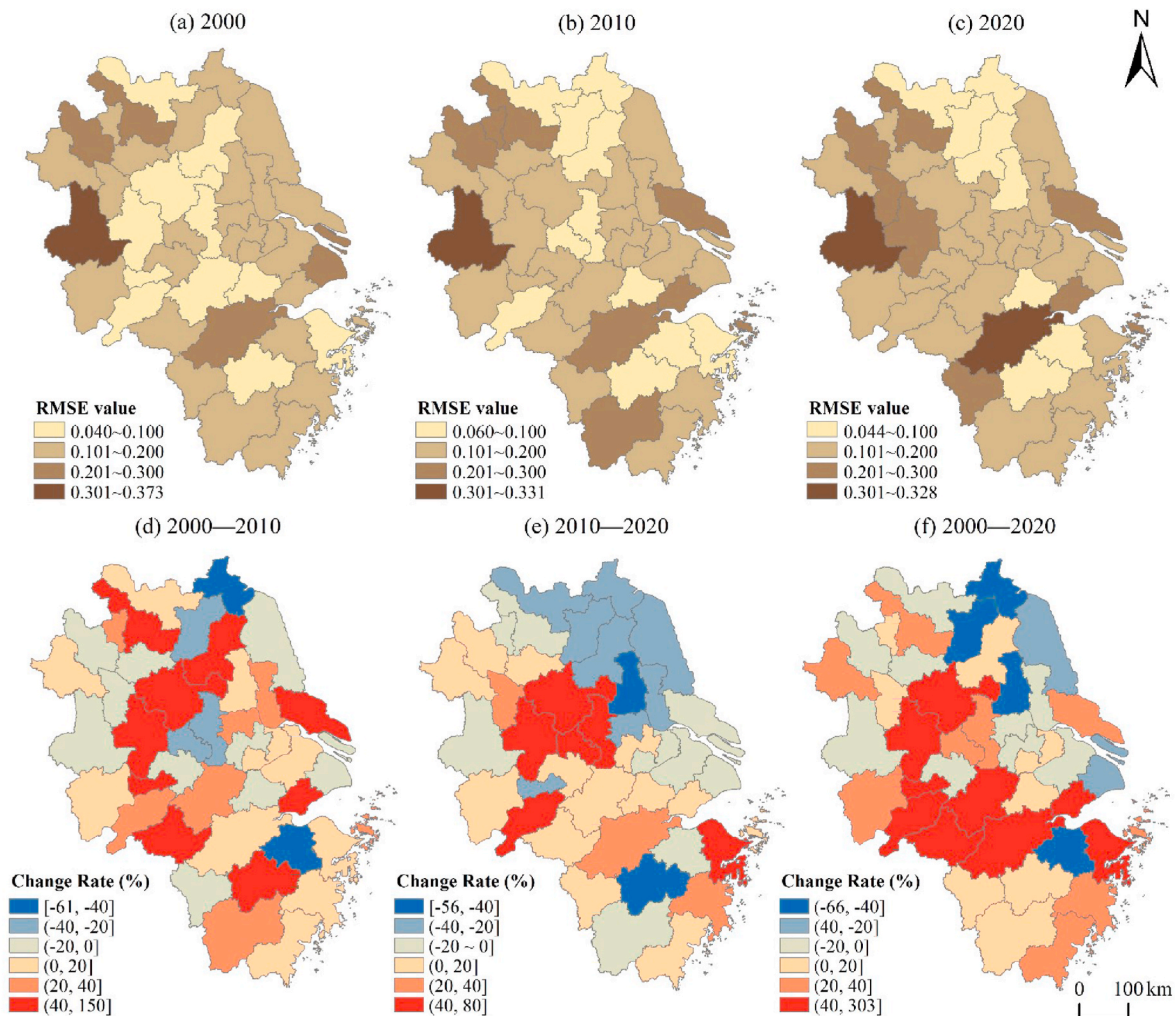 (a) 2000
(b) 2010
(c) 2020
N
RMSE value
0.040~0.100
0.101~0.200
0.201~0.300
0.301~0.373
RMSE value
0.060~0.100
0.101~0.200
0.201~0.300
0.301~0.331
RMSE value
0.044~0.100
0.101~0.200
0.201~0.300
0.301~0.328
(d) 2000—2010
(e) 2010—2020
(f) 2000—2020
Change Rate (%)
[-61, -40]
(-40, -20]
(-20, 0]
(0, 20]
(20, 40]
(40, 150]
Change Rate (%)
[-56, -40]
(-40, -20]
(-20 ~ 0]
(0, 20]
(20, 40]
(40, 80]
Change Rate (%)
[-66, -40]
(40, -20]
(-20, 0]
(0, 20]
(20, 40]
(40, 303]
0 100 km